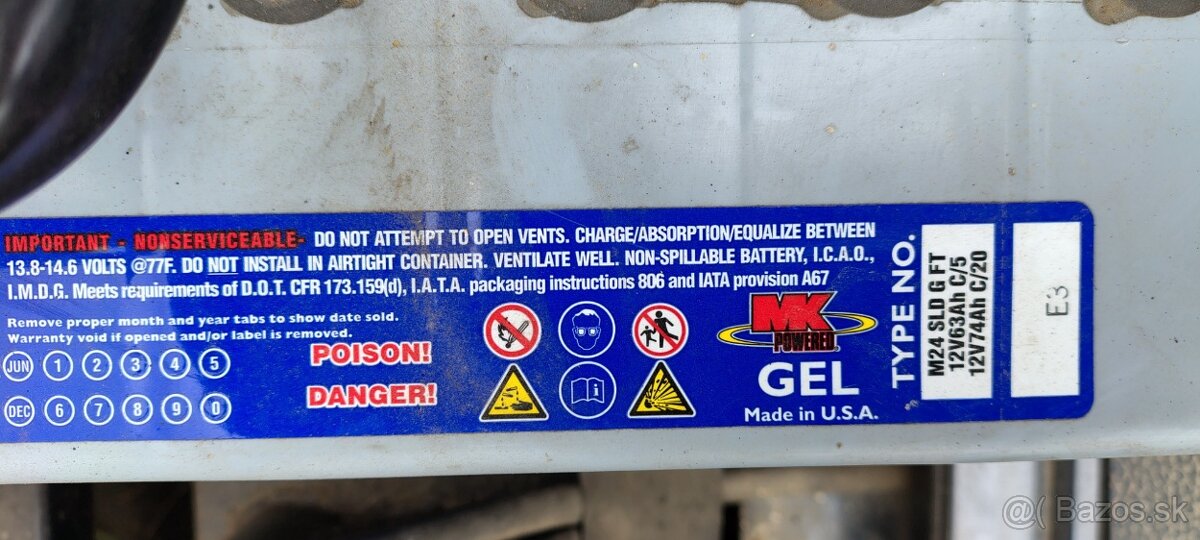 IMPORTANT - NONSERVICEABLE- DO NOT ATTEMPT TO OPEN VENTS. CHARGE/ABSORPTION/EQUALIZE BETWEEN
13.8-14.6 VOLTS @77F. DO NOT INSTALL IN AIRTIGHT CONTAINER. VENTILATE WELL. NON-SPILLABLE BATTERY, I.C.A.O.,
I.M.D.G. Meets requirements of D.O.T. CFR 173.159(d), I.A.T.A. packaging instructions 806 and IATA provision A67
Remove proper month and year tabs to show date sold.
Warranty void if opened and/or label is removed.
JUN 1 2 3 4 5
DEC 6 7 8 9 0
POISON!
DANGER!
MK
POWERED
GEL
Made in U.S.A.
TYPE NO.
M24 SLD G FT
12V63Ah C/5
12V74Ah C/20
E3
@( Bazos.sk